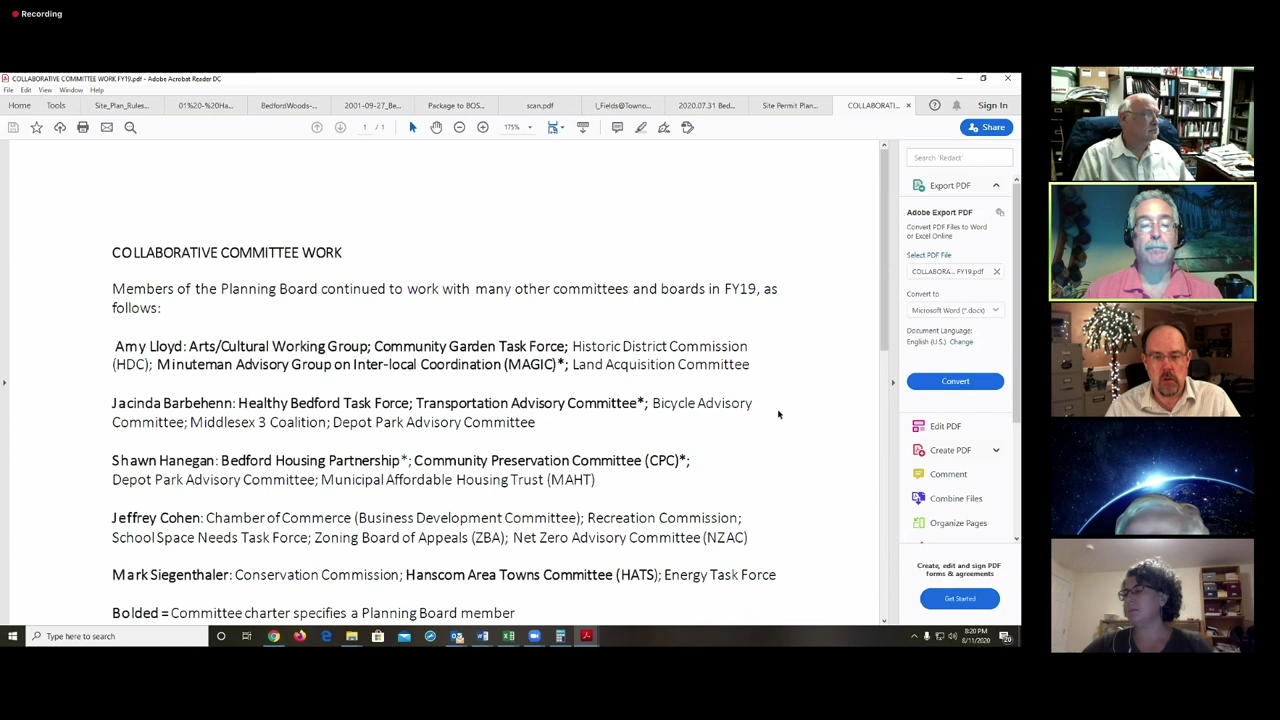 Recording
COLLABORATIVE COMMITTEE WORK FY19.pdf - Adobe Acrobat Reader DC
File Edit View Window Help
Home Tools Site_Plan_Rules... 01%20-%20Ha... BedfordWoods-... 2001-09-27_Be... Package to BOS... scan.pdf I_Fields@Towno... 2020.07.31 Bed... Site Permit Plan... COLLABORATI... × Sign In
1 / 1 175% Share
Search 'Redact'
Export PDF
Adobe Export PDF
Convert PDF Files to Word
or Excel Online
Select PDF File
COLLABORA... FY19.pdf ×
Convert to
Microsoft Word (*.docx)
Document Language:
English (U.S.) Change
Convert
Edit PDF
Create PDF
Comment
Combine Files
Organize Pages
Create, edit and sign PDF
forms & agreements
Get Started
COLLABORATIVE COMMITTEE WORK
Members of the Planning Board continued to work with many other committees and boards in FY19, as
follows:
Amy Lloyd: Arts/Cultural Working Group; Community Garden Task Force; Historic District Commission
(HDC); Minuteman Advisory Group on Inter-local Coordination (MAGIC)*; Land Acquisition Committee
Jacinda Barbehenn: Healthy Bedford Task Force; Transportation Advisory Committee*; Bicycle Advisory
Committee; Middlesex 3 Coalition; Depot Park Advisory Committee
Shawn Hanegan: Bedford Housing Partnership*; Community Preservation Committee (CPC)*;
Depot Park Advisory Committee; Municipal Affordable Housing Trust (MAHT)
Jeffrey Cohen: Chamber of Commerce (Business Development Committee); Recreation Commission;
School Space Needs Task Force; Zoning Board of Appeals (ZBA); Net Zero Advisory Committee (NZAC)
Mark Siegenthaler: Conservation Commission; Hanscom Area Towns Committee (HATS); Energy Task Force
Bolded = Committee charter specifies a Planning Board member
Type here to search
8:20 PM
8/11/2020
20